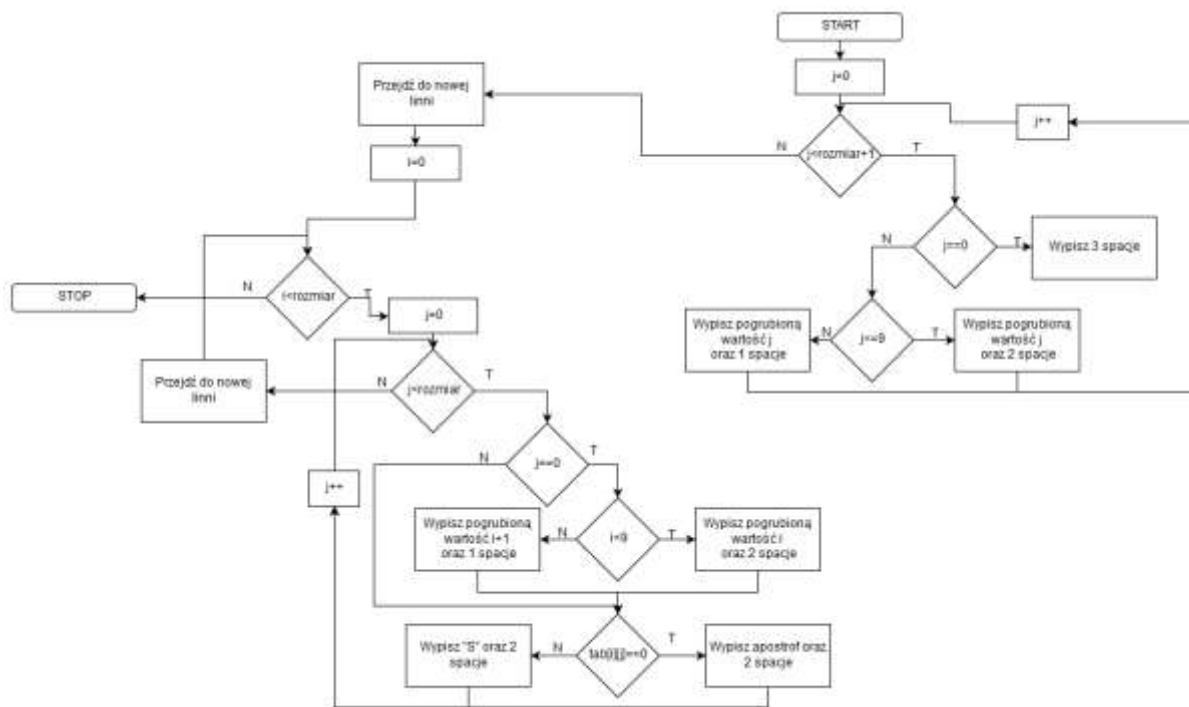 START
j=0
j++
j<rozmiar+1
N
T
Przejdź do nowej
linni
i=0
j==0
N
T
Wypisz 3 spacje
j<=9
N
T
Wypisz pogrubioną
wartość j
oraz 1 spacje
Wypisz pogrubioną
wartość j
oraz 2 spacje
i<rozmiar
N
T
STOP
j=0
j<rozmiar
N
T
Przejdź do nowej
linni
j==0
N
T
j++
i<9
N
T
Wypisz pogrubioną
wartość i+1
oraz 1 spacje
Wypisz pogrubioną
wartość i
oraz 2 spacje
tab[i][j]==0
N
T
Wypisz "S" oraz 2
spacje
Wypisz apostrof oraz
2 spacje